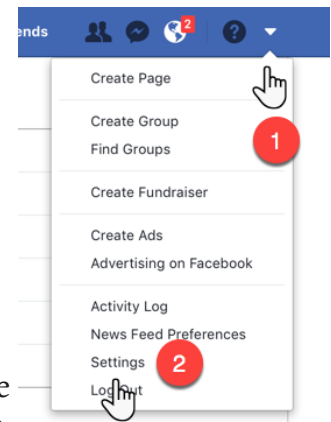 ends
2
?
Create Page
1
Create Group
Find Groups
Create Fundraiser
Create Ads
Advertising on Facebook
Activity Log
News Feed Preferences
Settings
2
Log Out
e